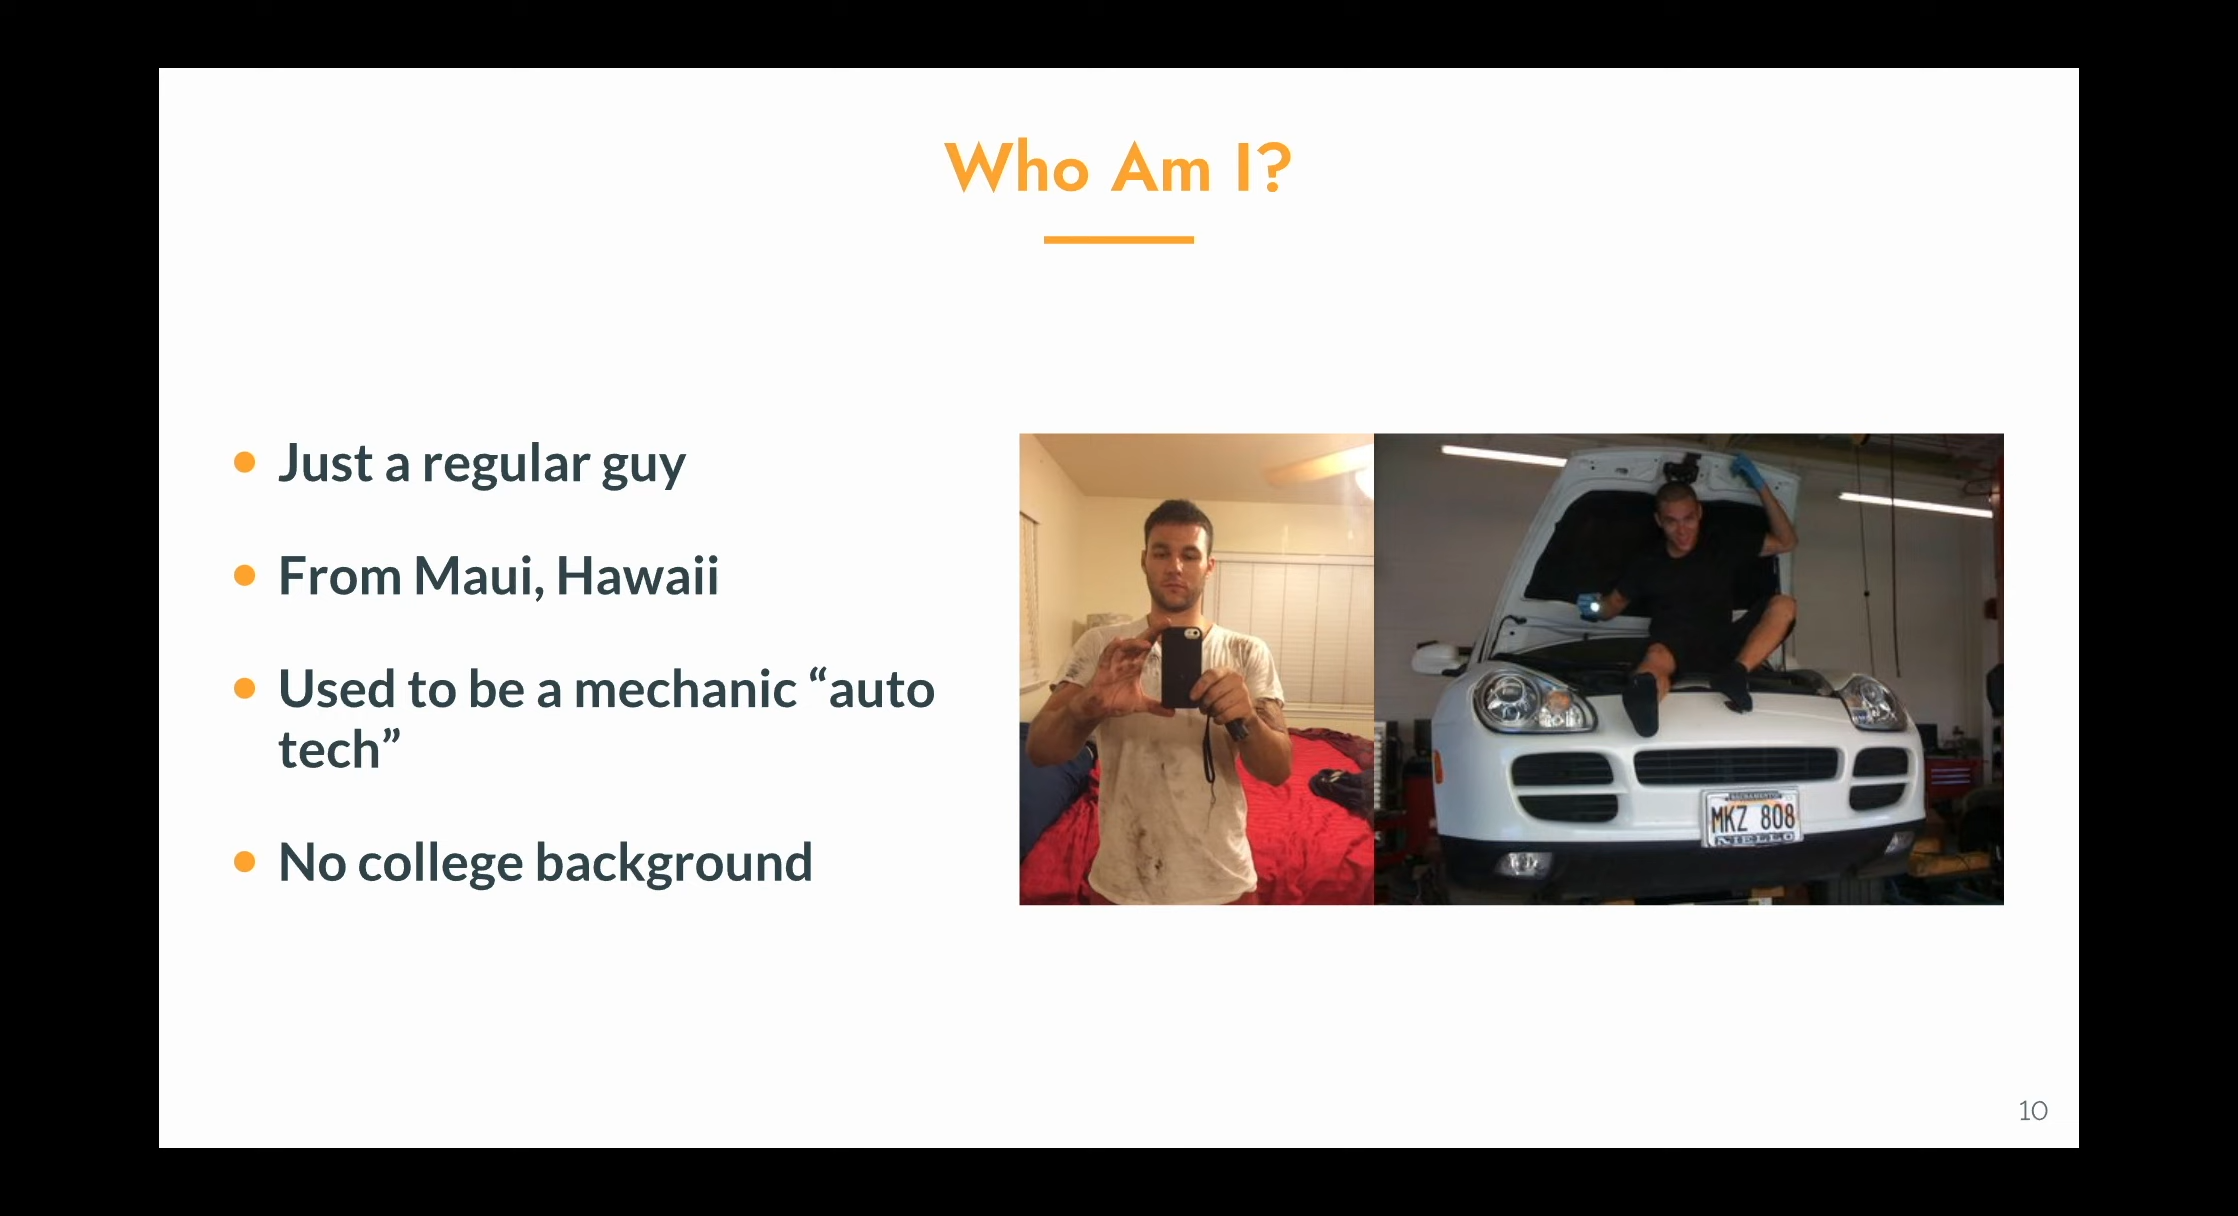 Who Am I?
Just a regular guy
From Maui, Hawaii
Used to be a mechanic “auto
tech”
No college background
MKZ 808
10